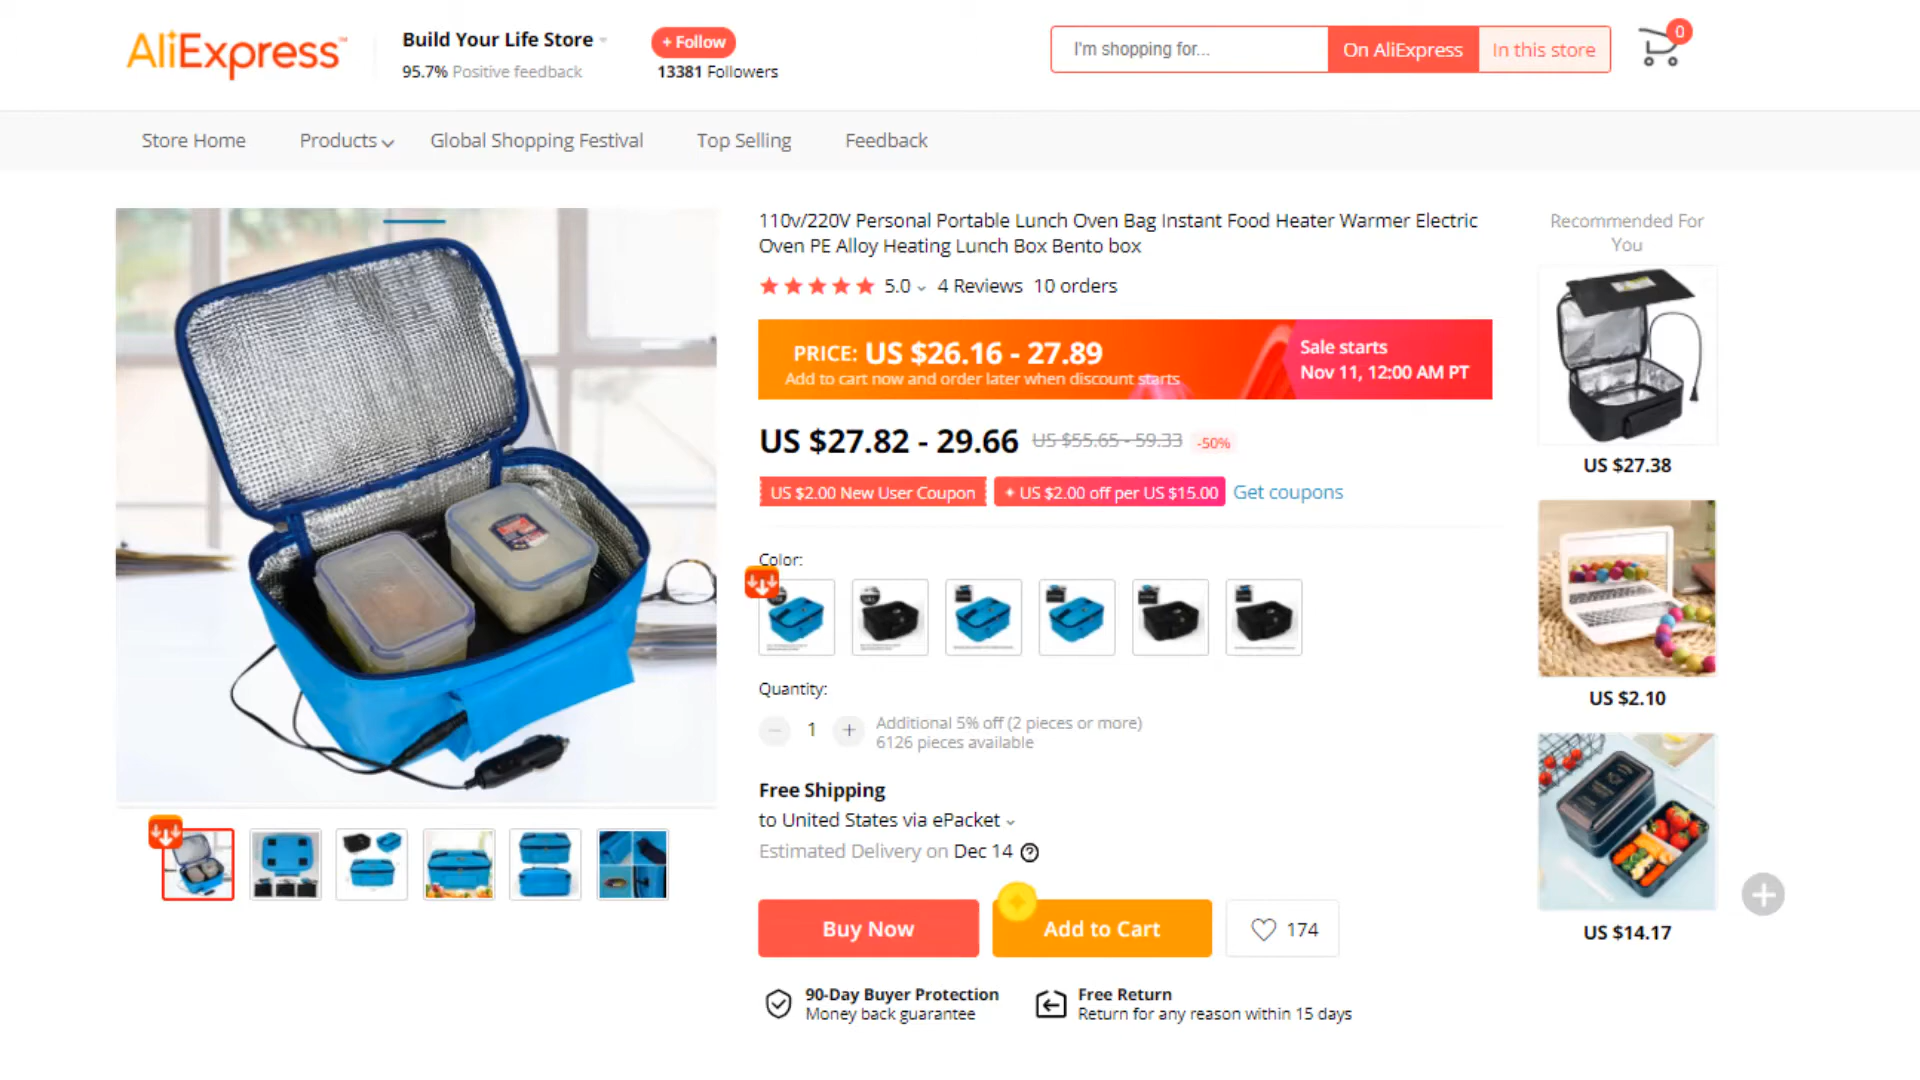 AliExpress™
Build Your Life Store
95.7% Positive feedback
+ Follow
13381 Followers
I'm shopping for...
On AliExpress
In this store
0
Store Home
Products
Global Shopping Festival
Top Selling
Feedback
110v/220V Personal Portable Lunch Oven Bag Instant Food Heater Warmer Electric
Oven PE Alloy Heating Lunch Box Bento box
5.0
4 Reviews
10 orders
PRICE: US $26.16 - 27.89
Add to cart now and order later when discount starts
Sale starts
Nov 11, 12:00 AM PT
US $27.82 - 29.66
US $55.65 - 59.33
-50%
US $2.00 New User Coupon
US $2.00 off per US $15.00
Get coupons
Color:
Quantity:
− 1 +
Additional 5% off (2 pieces or more)
6126 pieces available
Free Shipping
to United States via ePacket
Estimated Delivery on Dec 14
Buy Now
Add to Cart
174
90-Day Buyer Protection
Money back guarantee
Free Return
Return for any reason within 15 days
Recommended For
You
US $27.38
US $2.10
US $14.17